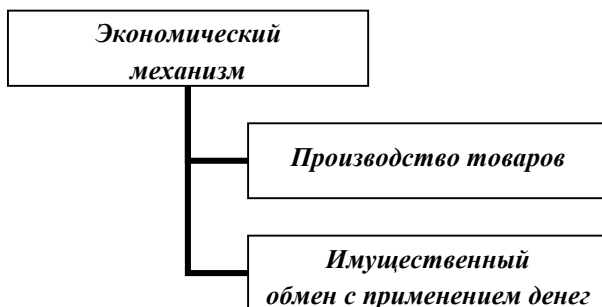 Экономический
механизм
Производство товаров
Имущественный
обмен с применением денег